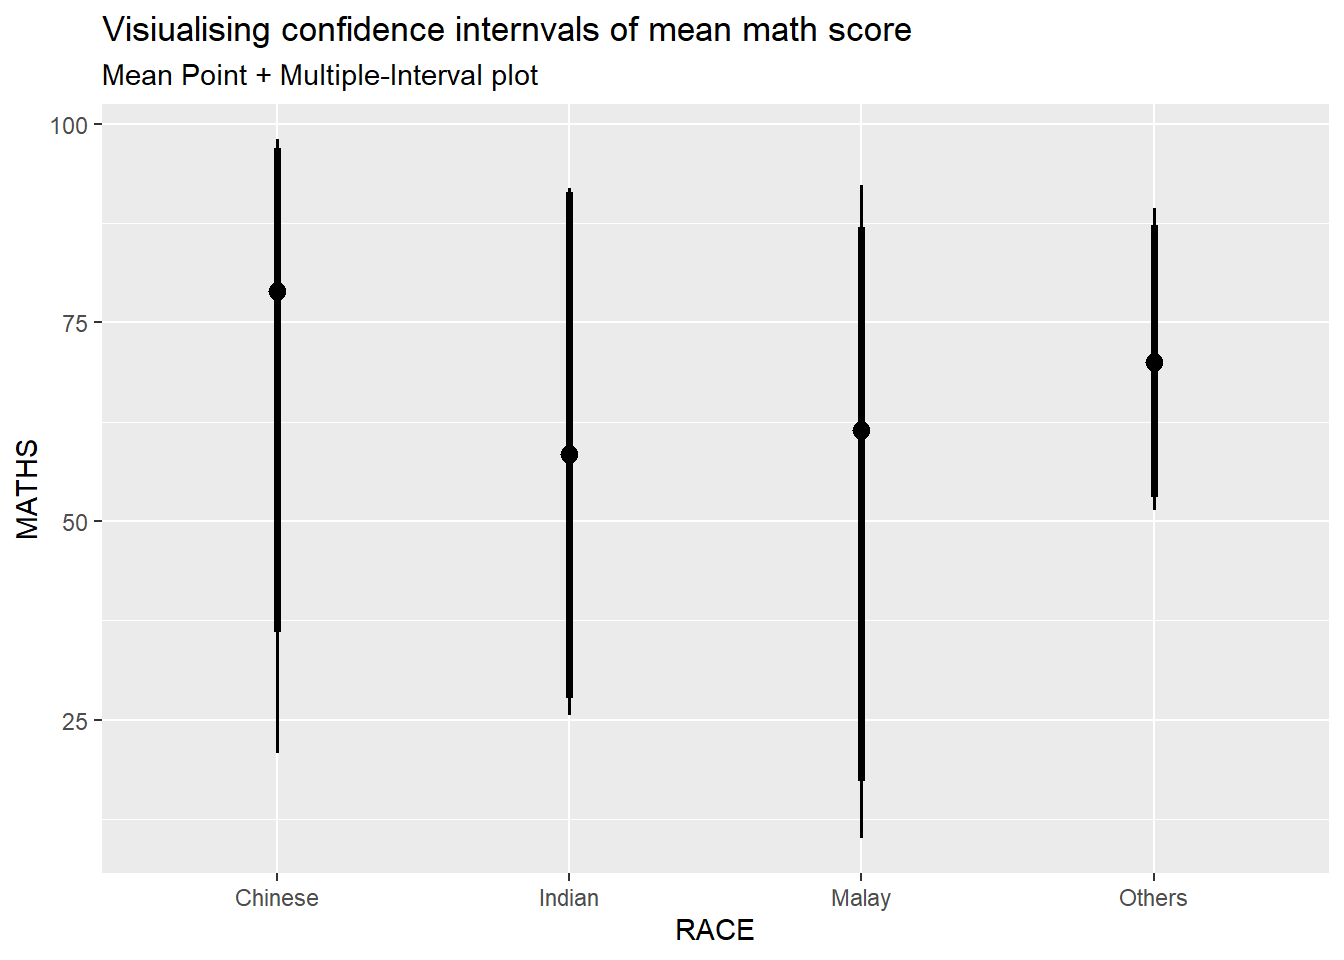 Visiualising confidence internvals of mean math score
Mean Point + Multiple-Interval plot
100
75
50
25
MATHS
Chinese Indian Malay Others
RACE